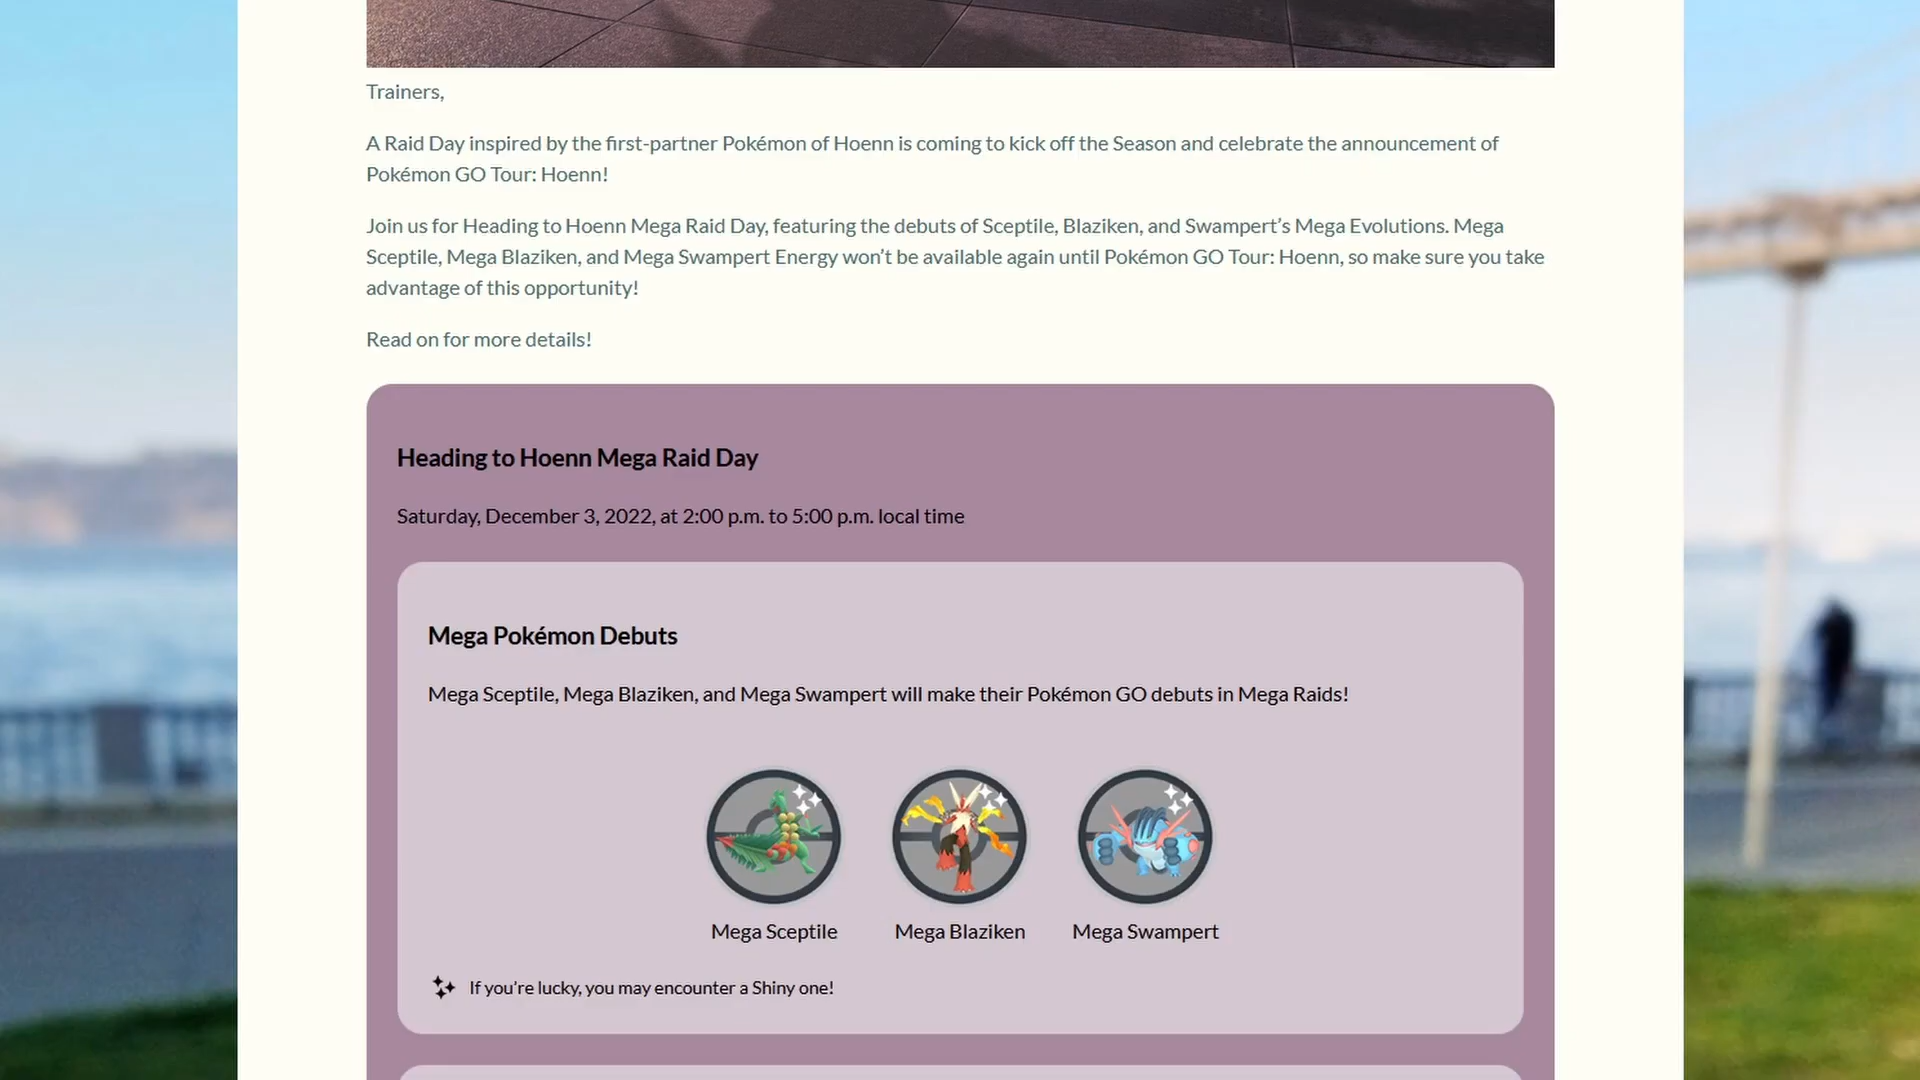 Trainers,
A Raid Day inspired by the first-partner Pokémon of Hoenn is coming to kick off the Season and celebrate the announcement of
Pokémon GO Tour: Hoenn!
Join us for Heading to Hoenn Mega Raid Day, featuring the debuts of Sceptile, Blaziken, and Swampert’s Mega Evolutions. Mega
Sceptile, Mega Blaziken, and Mega Swampert Energy won’t be available again until Pokémon GO Tour: Hoenn, so make sure you take
advantage of this opportunity!
Read on for more details!
Heading to Hoenn Mega Raid Day
Saturday, December 3, 2022, at 2:00 p.m. to 5:00 p.m. local time
Mega Pokémon Debuts
Mega Sceptile, Mega Blaziken, and Mega Swampert will make their Pokémon GO debuts in Mega Raids!
Mega Sceptile
Mega Blaziken
Mega Swampert
If you’re lucky, you may encounter a Shiny one!